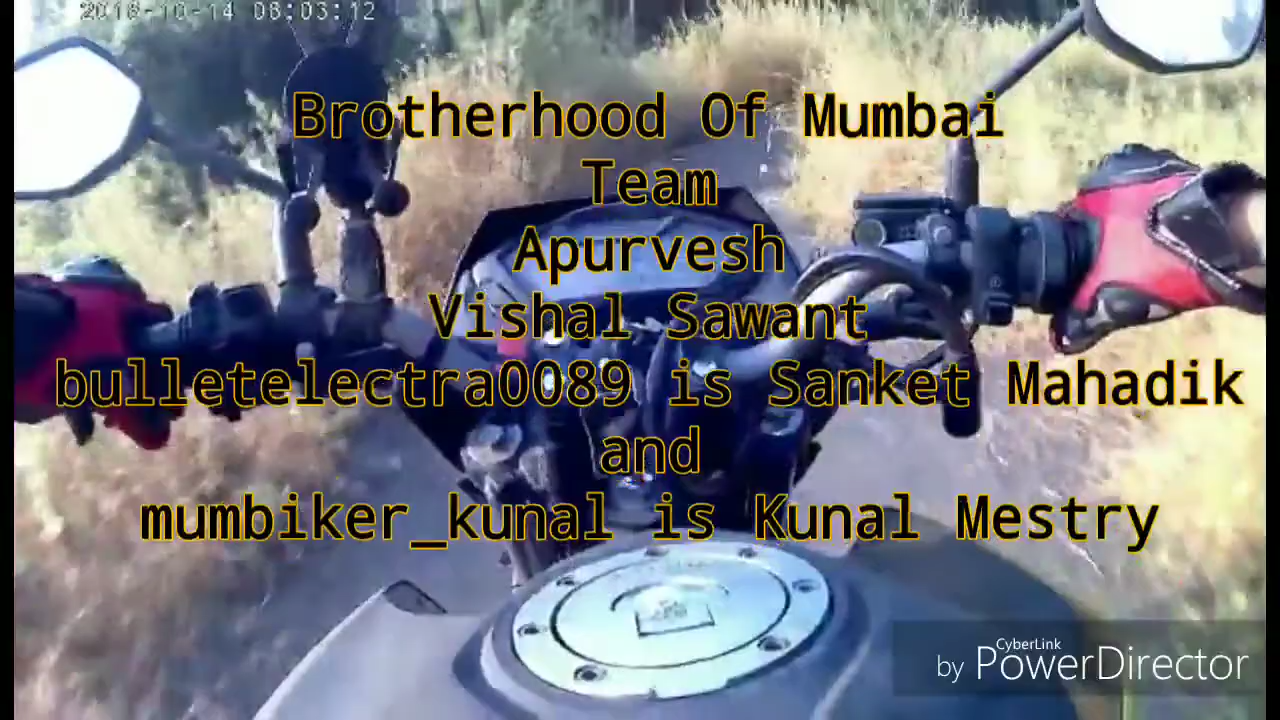 2018-10-14 08:03:12
Brotherhood Of Mumbai
Team
Apurvesh
Vishal Sawant
bulletelectra0089 is Sanket Mahadik
and
mumbiker_kunal is Kunal Mestry
CyberLink
by PowerDirector